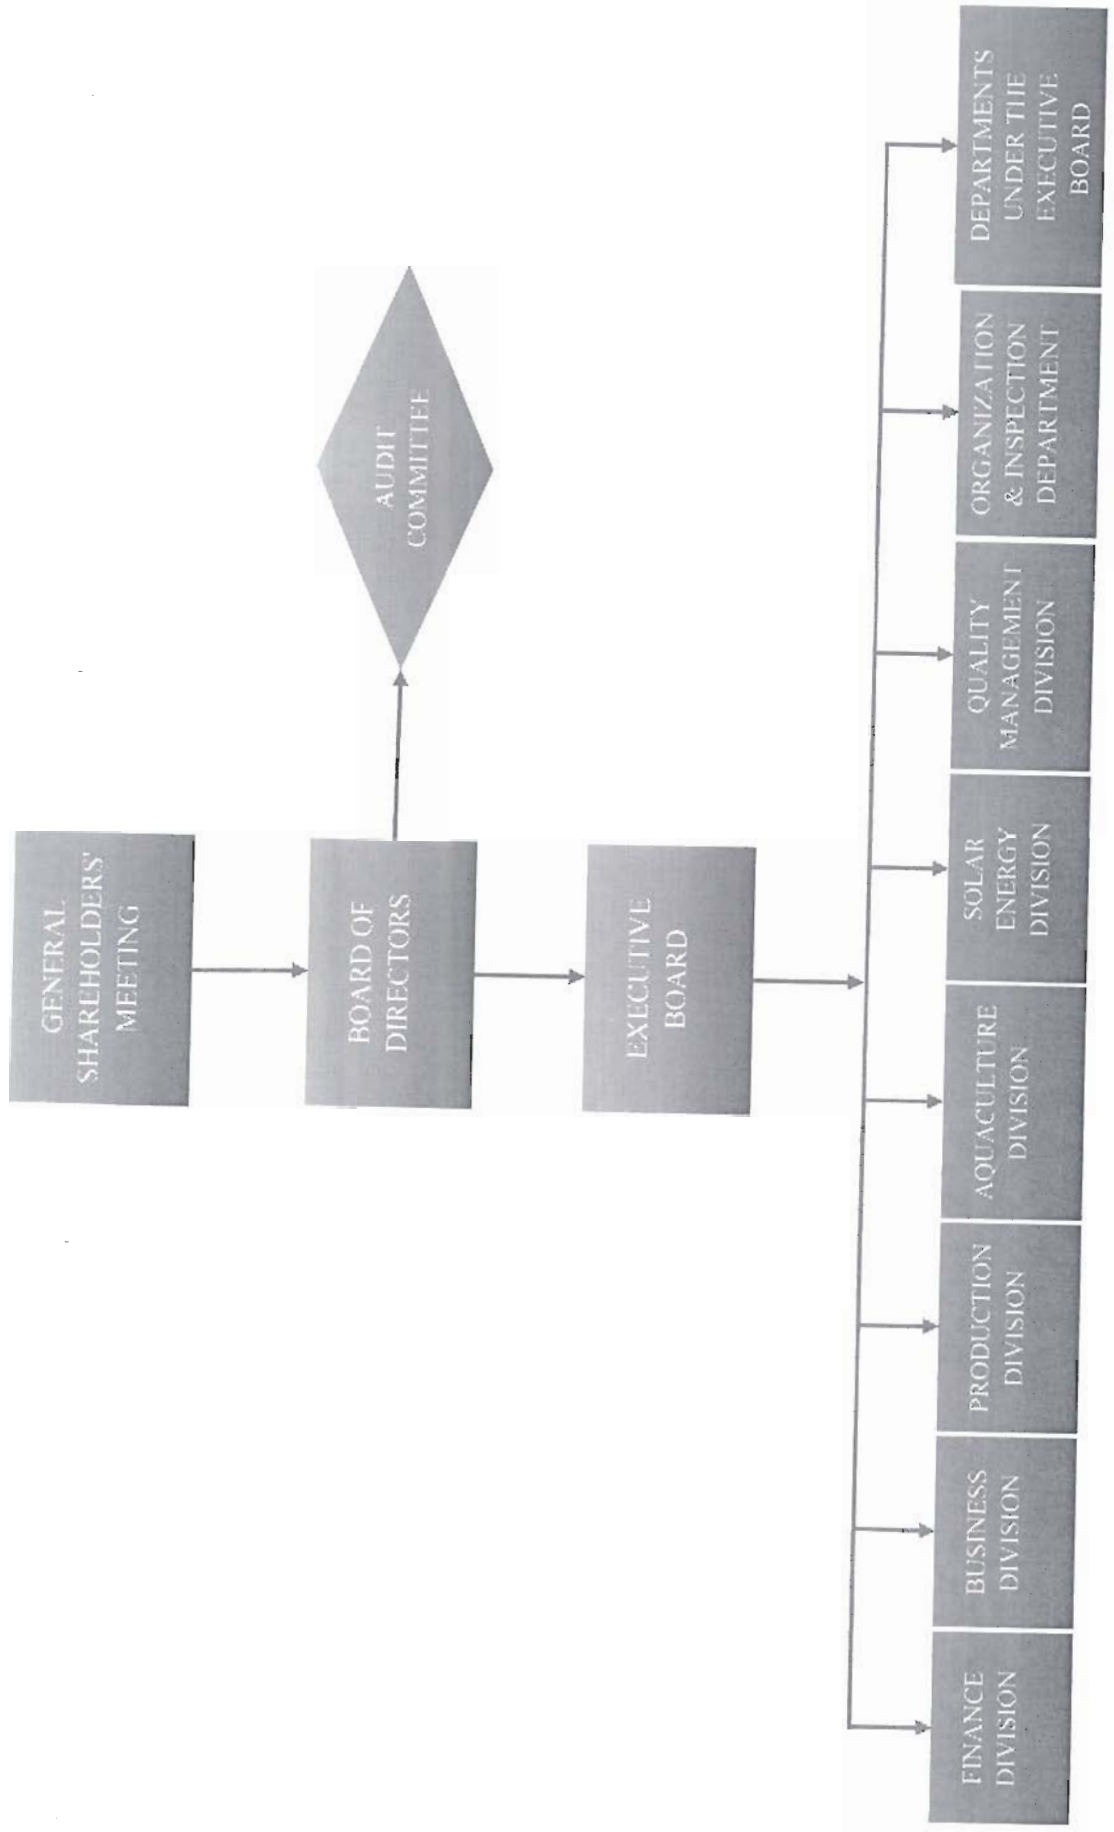 GENERAL
SHAREHOLDERS'
MEETING
BOARD OF
DIRECTORS
AUDIT
COMMITTEE
EXECUTIVE
BOARD
FINANCE
DIVISION
BUSINESS
DIVISION
PRODUCTION
DIVISION
AQUACULTURE
DIVISION
SOLAR
ENERGY
DIVISION
QUALITY
MANAGEMENT
DIVISION
ORGANIZATION
& INSPECTION
DEPARTMENT
DEPARTMENTS
UNDER THE
EXECUTIVE
BOARD